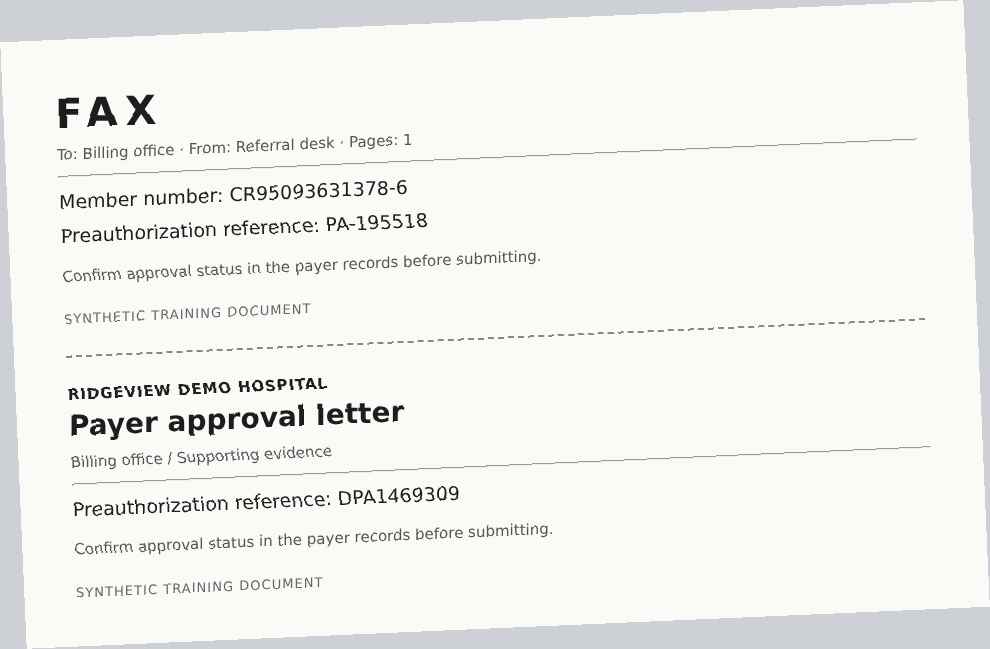 FAX
To: Billing office · From: Referral desk · Pages: 1
Member number: CR95093631378-6
Preauthorization reference: PA-195518
Confirm approval status in the payer records before submitting.
SYNTHETIC TRAINING DOCUMENT
RIDGEVIEW DEMO HOSPITAL
Payer approval letter
Billing office / Supporting evidence
Preauthorization reference: DPA1469309
Confirm approval status in the payer records before submitting.
SYNTHETIC TRAINING DOCUMENT